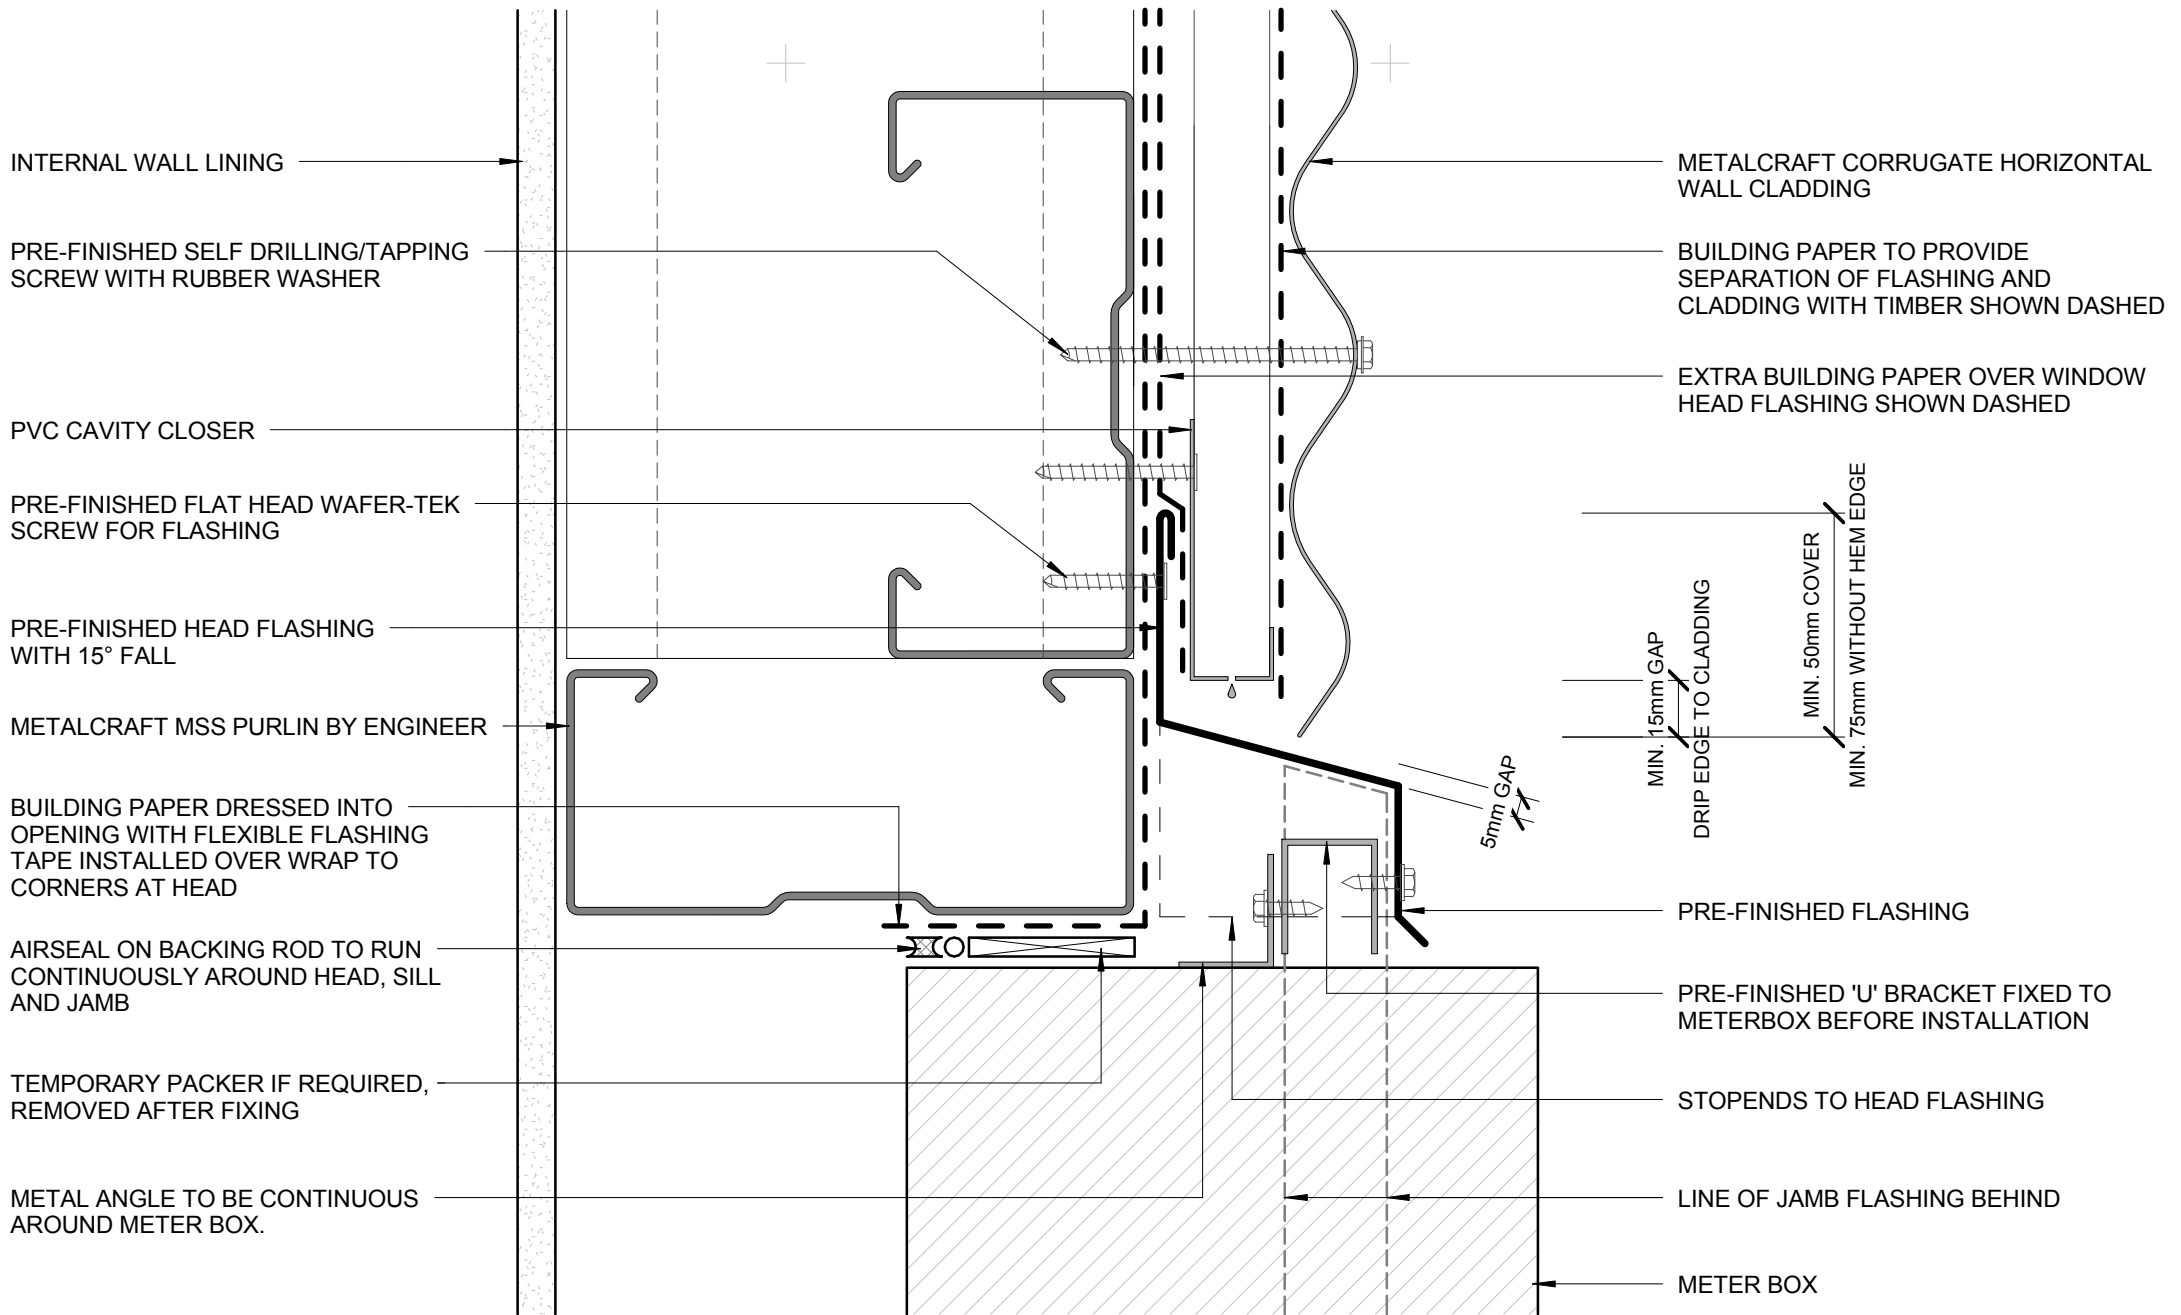 INTERNAL WALL LINING
PRE-FINISHED SELF DRILLING/TAPPING
SCREW WITH RUBBER WASHER
PVC CAVITY CLOSER
PRE-FINISHED FLAT HEAD WAFER-TEK
SCREW FOR FLASHING
PRE-FINISHED HEAD FLASHING
WITH 15° FALL
METALCRAFT MSS PURLIN BY ENGINEER
BUILDING PAPER DRESSED INTO
OPENING WITH FLEXIBLE FLASHING
TAPE INSTALLED OVER WRAP TO
CORNERS AT HEAD
AIRSEAL ON BACKING ROD TO RUN
CONTINUOUSLY AROUND HEAD, SILL
AND JAMB
TEMPORARY PACKER IF REQUIRED,
REMOVED AFTER FIXING
METAL ANGLE TO BE CONTINUOUS
AROUND METER BOX.
METALCRAFT CORRUGATE HORIZONTAL
WALL CLADDING
BUILDING PAPER TO PROVIDE
SEPARATION OF FLASHING AND
CLADDING WITH TIMBER SHOWN DASHED
EXTRA BUILDING PAPER OVER WINDOW
HEAD FLASHING SHOWN DASHED
5mm GAP
MIN. 15mm GAP
DRIP EDGE TO CLADDING
MIN. 50mm COVER
MIN. 75mm WITHOUT HEM EDGE
PRE-FINISHED FLASHING
PRE-FINISHED 'U' BRACKET FIXED TO
METERBOX BEFORE INSTALLATION
STOPENDS TO HEAD FLASHING
LINE OF JAMB FLASHING BEHIND
METER BOX